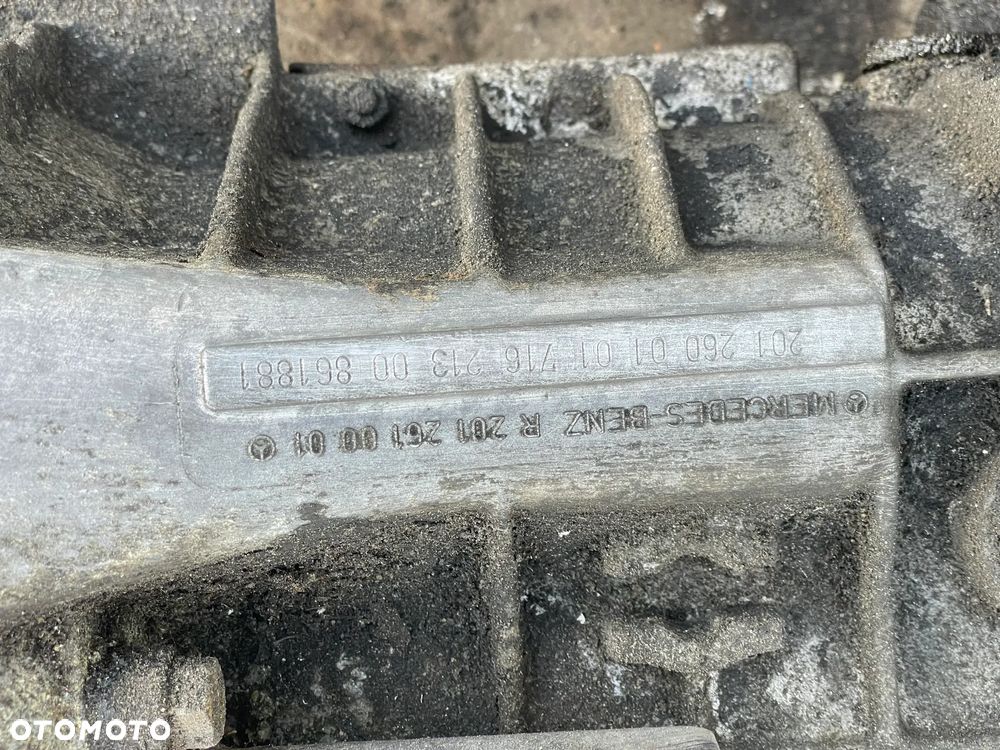 MERCEDES-BENZ R 201 261 00 01
201 260 01 01 716 213 00 861881
OTOMOTO